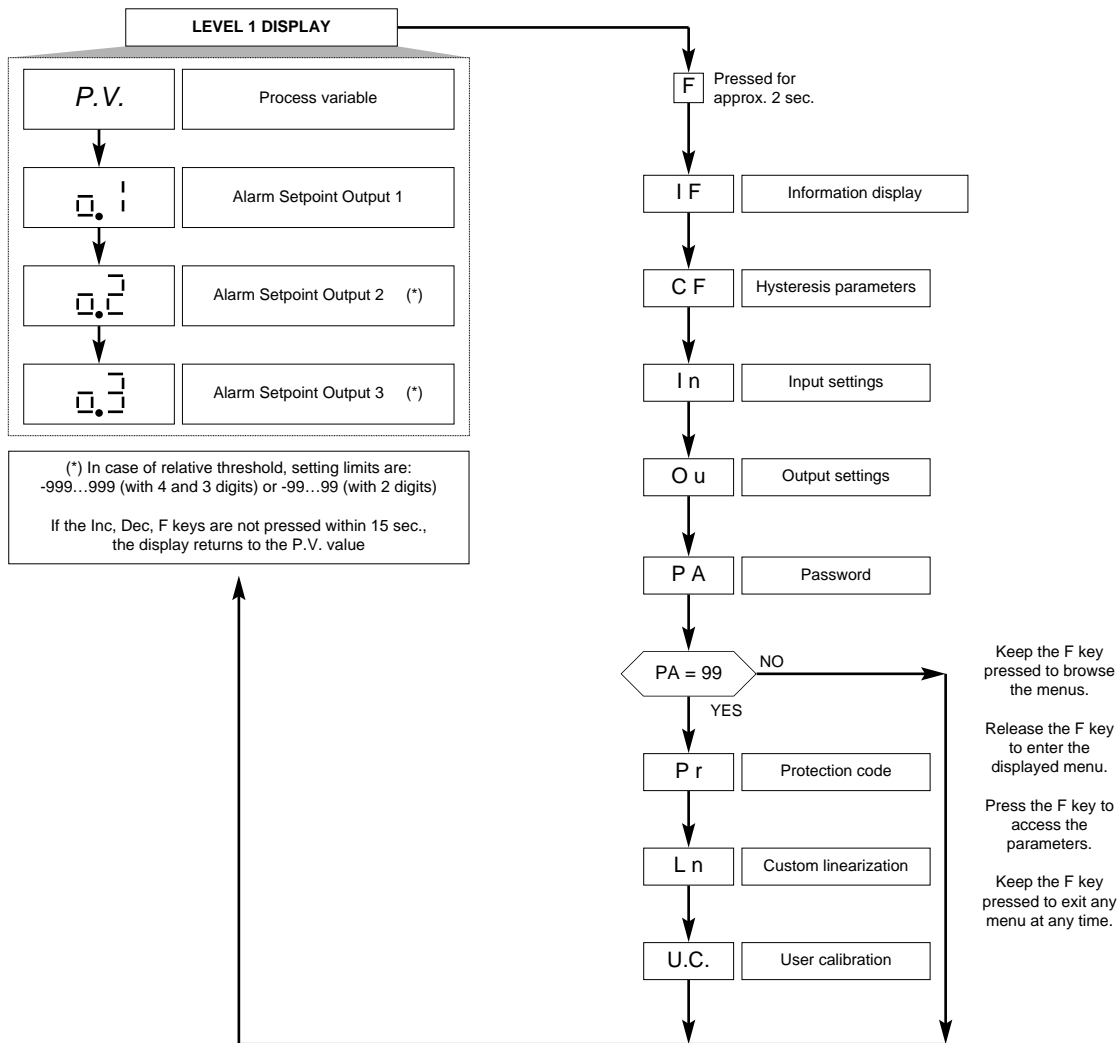 LEVEL 1 DISPLAY
P.V.
Process variable
o.1
Alarm Setpoint Output 1
o.2
Alarm Setpoint Output 2 (*)
o.3
Alarm Setpoint Output 3 (*)
(*) In case of relative threshold, setting limits are:
-999…999 (with 4 and 3 digits) or -99…99 (with 2 digits)
If the Inc, Dec, F keys are not pressed within 15 sec.,
the display returns to the P.V. value
F
Pressed for
approx. 2 sec.
I F
Information display
C F
Hysteresis parameters
I n
Input settings
O u
Output settings
P A
Password
PA = 99
NO
YES
P r
Protection code
L n
Custom linearization
U.C.
User calibration
Keep the F key
pressed to browse
the menus.
Release the F key
to enter the
displayed menu.
Press the F key to
access the
parameters.
Keep the F key
pressed to exit any
menu at any time.